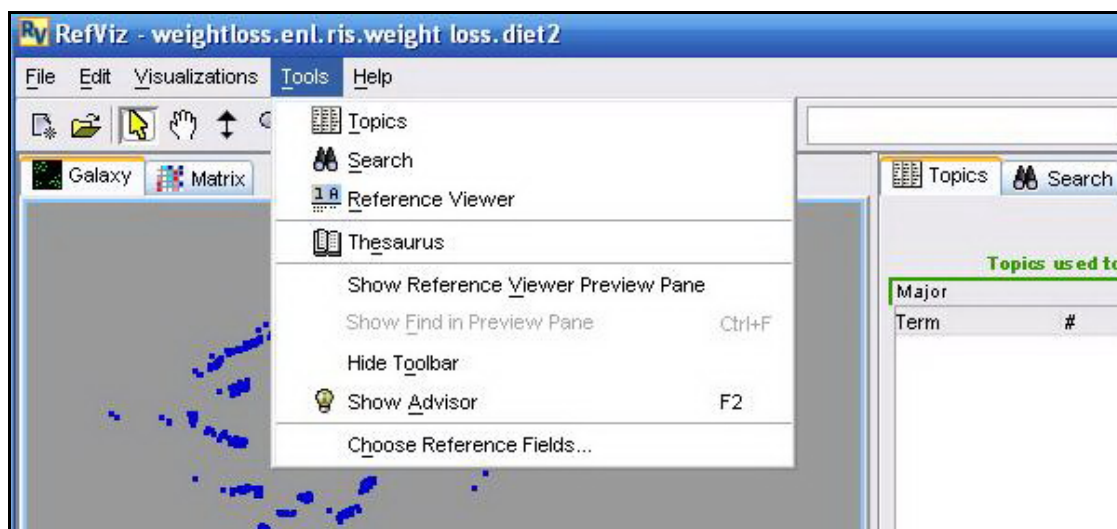 RefViz - weightloss.enl.ris.weight loss.diet2
File Edit Visualizations Tools Help
Topics
Search
Reference Viewer
Thesaurus
Show Reference Viewer Preview Pane
Show Find in Preview Pane Ctrl+F
Hide Toolbar
Show Advisor F2
Choose Reference Fields...
Galaxy Matrix
Topics Search
Topics used to
Major
Term #